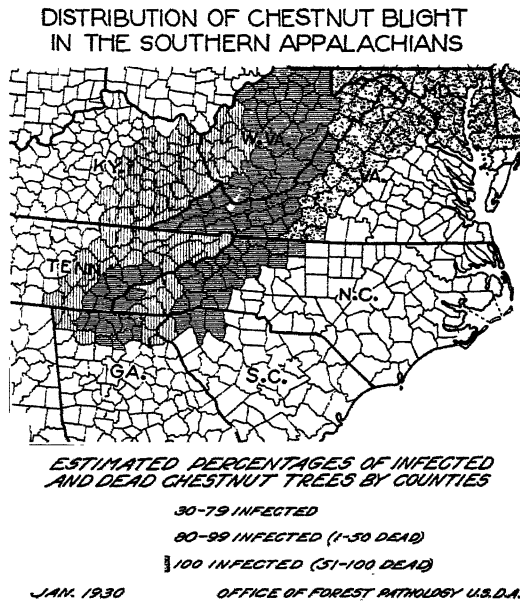 DISTRIBUTION OF CHESTNUT BLIGHT
IN THE SOUTHERN APPALACHIANS
MD.
W. VA.
KY.
VA.
TENN.
N.C.
GA.
S.C.
ESTIMATED PERCENTAGES OF INFECTED
AND DEAD CHESTNUT TREES BY COUNTIES
30-79 INFECTED
80-99 INFECTED (1-50 DEAD)
100 INFECTED (51-100 DEAD)
JAN. 1930 OFFICE OF FOREST PATHOLOGY U.S.D.A.